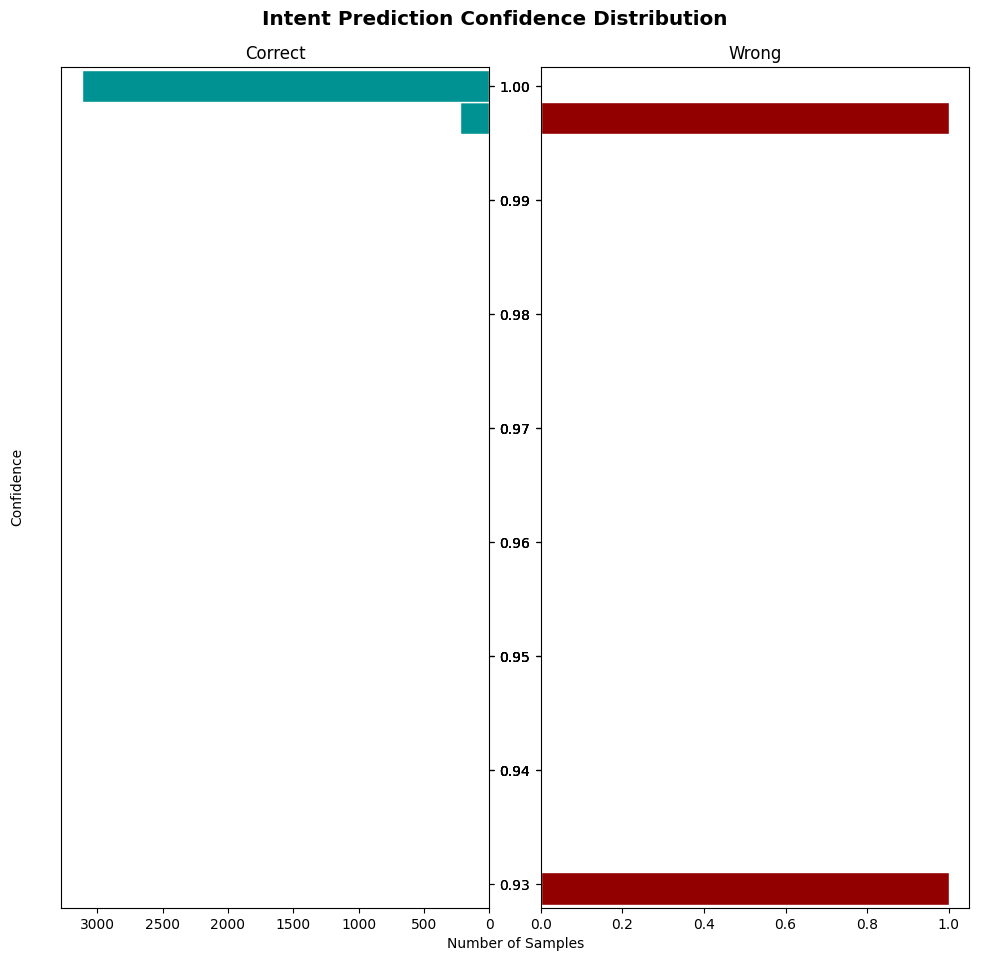 Intent Prediction Confidence Distribution
Correct
Wrong
Confidence
1.00
0.99
0.98
0.97
0.96
0.95
0.94
0.93
3000 2500 2000 1500 1000 500 0
0.0 0.2 0.4 0.6 0.8 1.0
Number of Samples